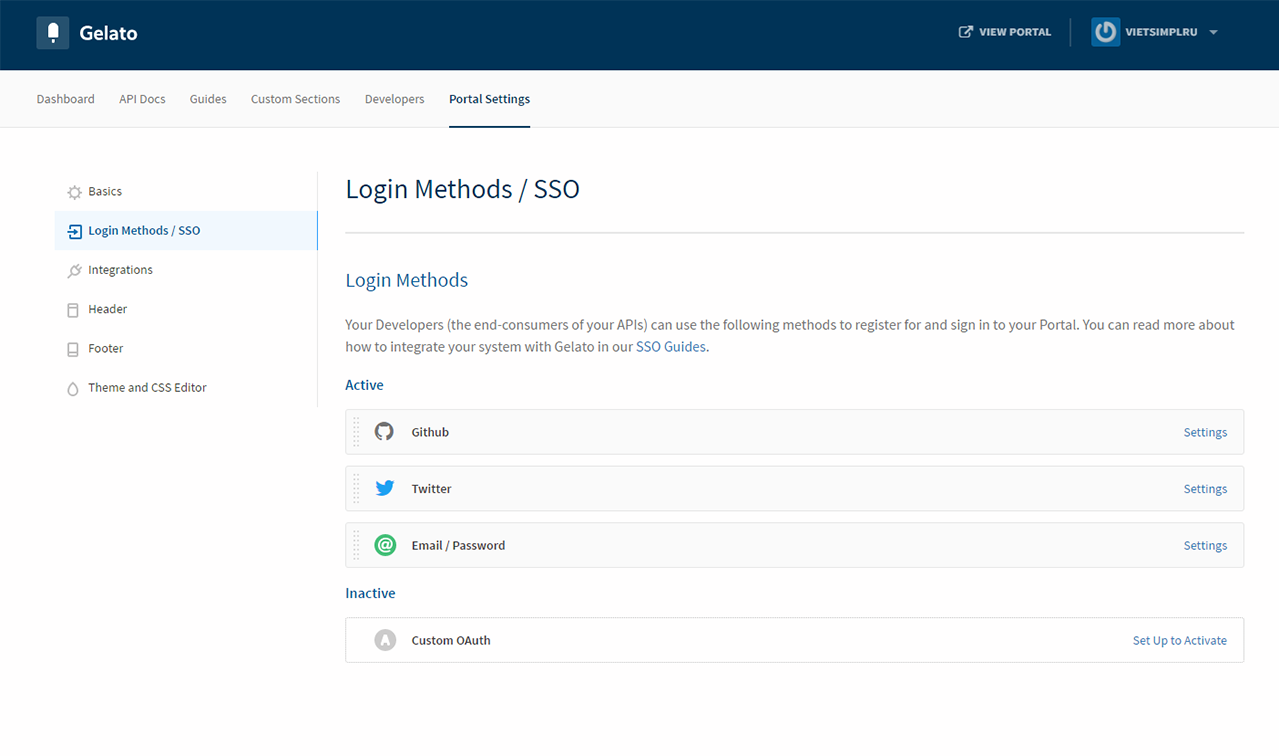 Gelato
VIEW PORTAL
VIETSIMPLRU
Dashboard
API Docs
Guides
Custom Sections
Developers
Portal Settings
Basics
Login Methods / SSO
Integrations
Header
Footer
Theme and CSS Editor
Login Methods / SSO
Login Methods
Your Developers (the end-consumers of your APIs) can use the following methods to register for and sign in to your Portal. You can read more about
how to integrate your system with Gelato in our SSO Guides.
Active
Github
Settings
Twitter
Settings
Email / Password
Settings
Inactive
Custom OAuth
Set Up to Activate